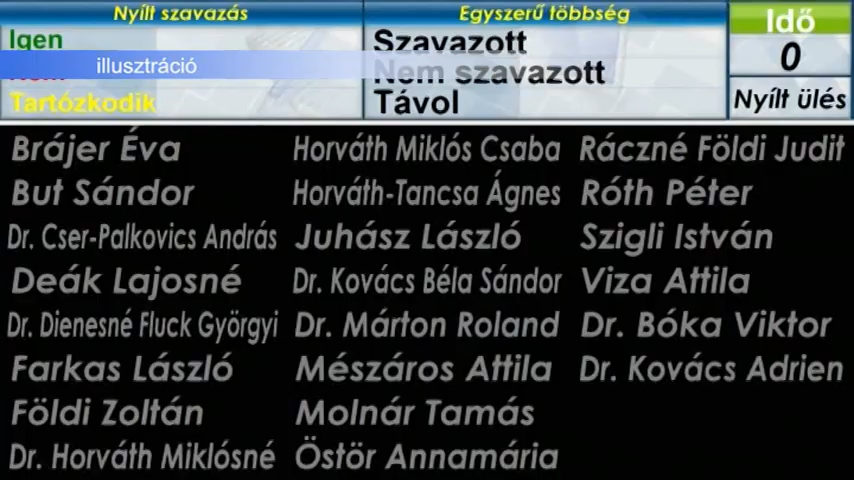 Nyílt szavazás
Egyszerű többség
Idő
Igen
Szavazott
0
illusztráció
Nem szavazott
Tartózkodik
Távol
Nyílt ülés
Brájer Éva
Horváth Miklós Csaba
Ráczné Földi Judit
But Sándor
Horváth-Tancsa Ágnes
Róth Péter
Dr. Cser-Palkovics András
Juhász László
Szigli István
Deák Lajosné
Dr. Kovács Béla Sándor
Viza Attila
Dr. Dienesné Fluck Györgyi
Dr. Márton Roland
Dr. Bóka Viktor
Farkas László
Mészáros Attila
Dr. Kovács Adrien
Földi Zoltán
Molnár Tamás
Dr. Horváth Miklósné
Östör Annamária